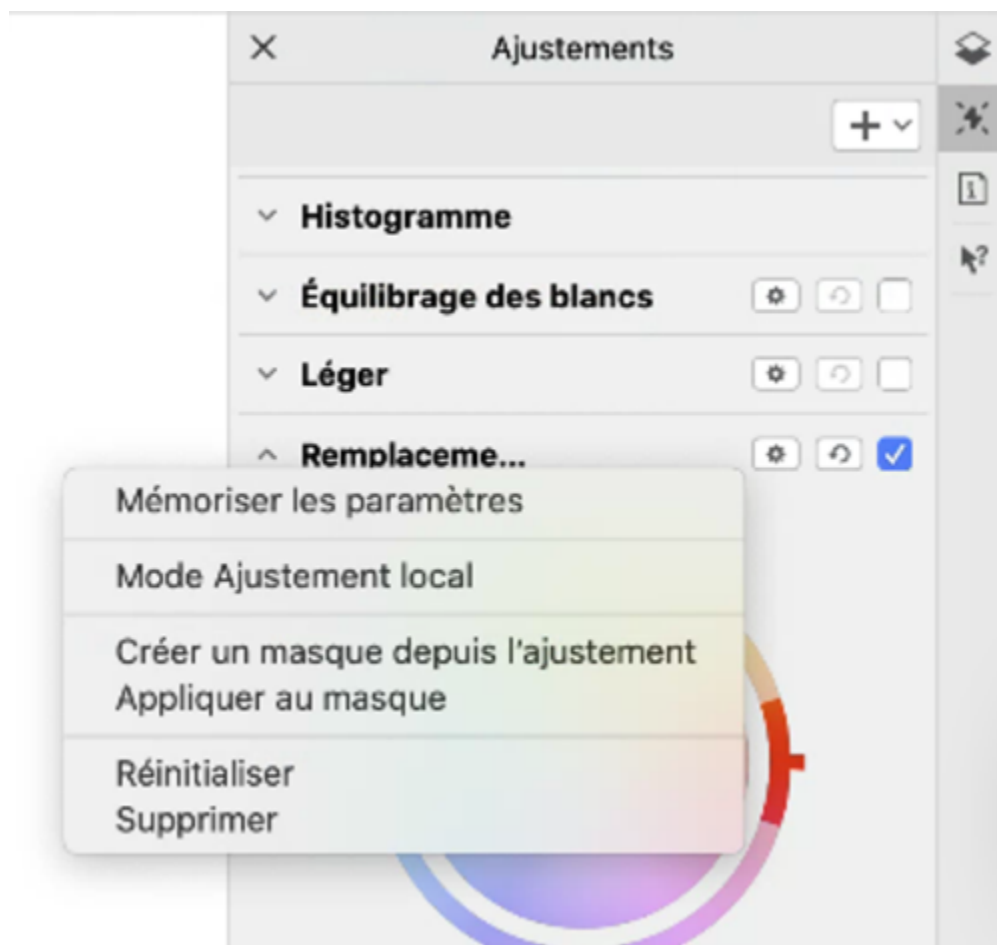 Ajustements
Histogramme
Équilibrage des blancs
Léger
Remplaceme...
Mémoriser les paramètres
Mode Ajustement local
Créer un masque depuis l'ajustement
Appliquer au masque
Réinitialiser
Supprimer